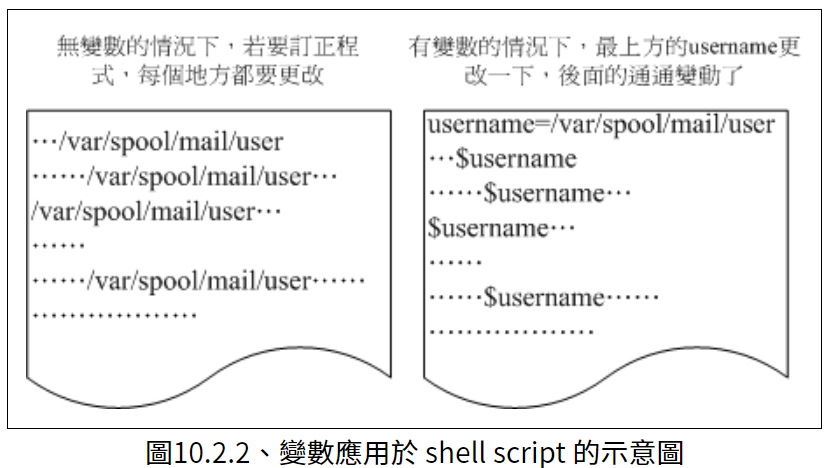 無變數的情況下，若要訂正程
式，每個地方都要更改
…/var/spool/mail/user
……/var/spool/mail/user…
/var/spool/mail/user…
……
……/var/spool/mail/user……
………………
有變數的情況下，最上方的username更
改一下，後面的通通變動了
username=/var/spool/mail/user
…$username
……$username…
$username…
……
……$username……
………………
圖10.2.2、變數應用於 shell script 的示意圖